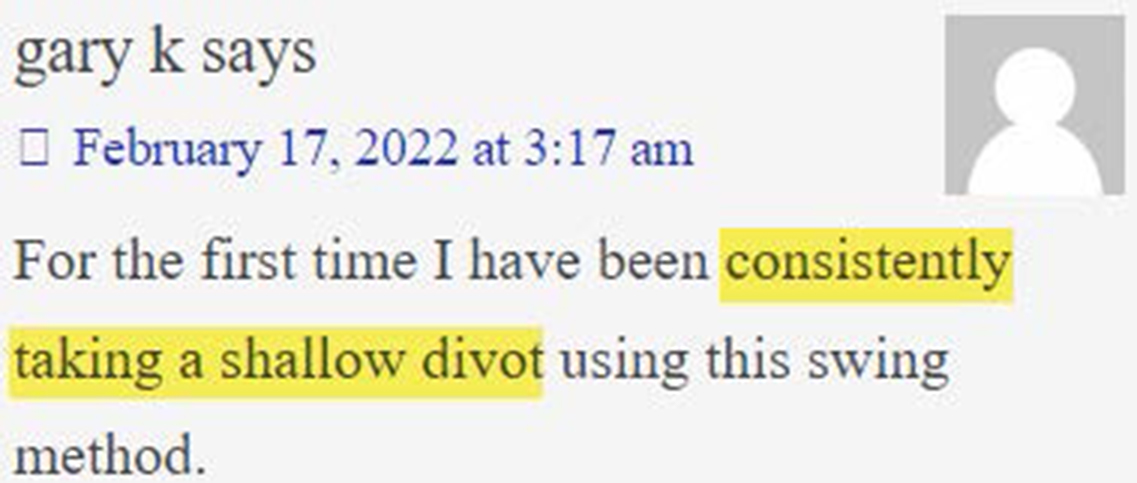 gary k says
February 17, 2022 at 3:17 am
For the first time I have been consistently
taking a shallow divot using this swing
method.